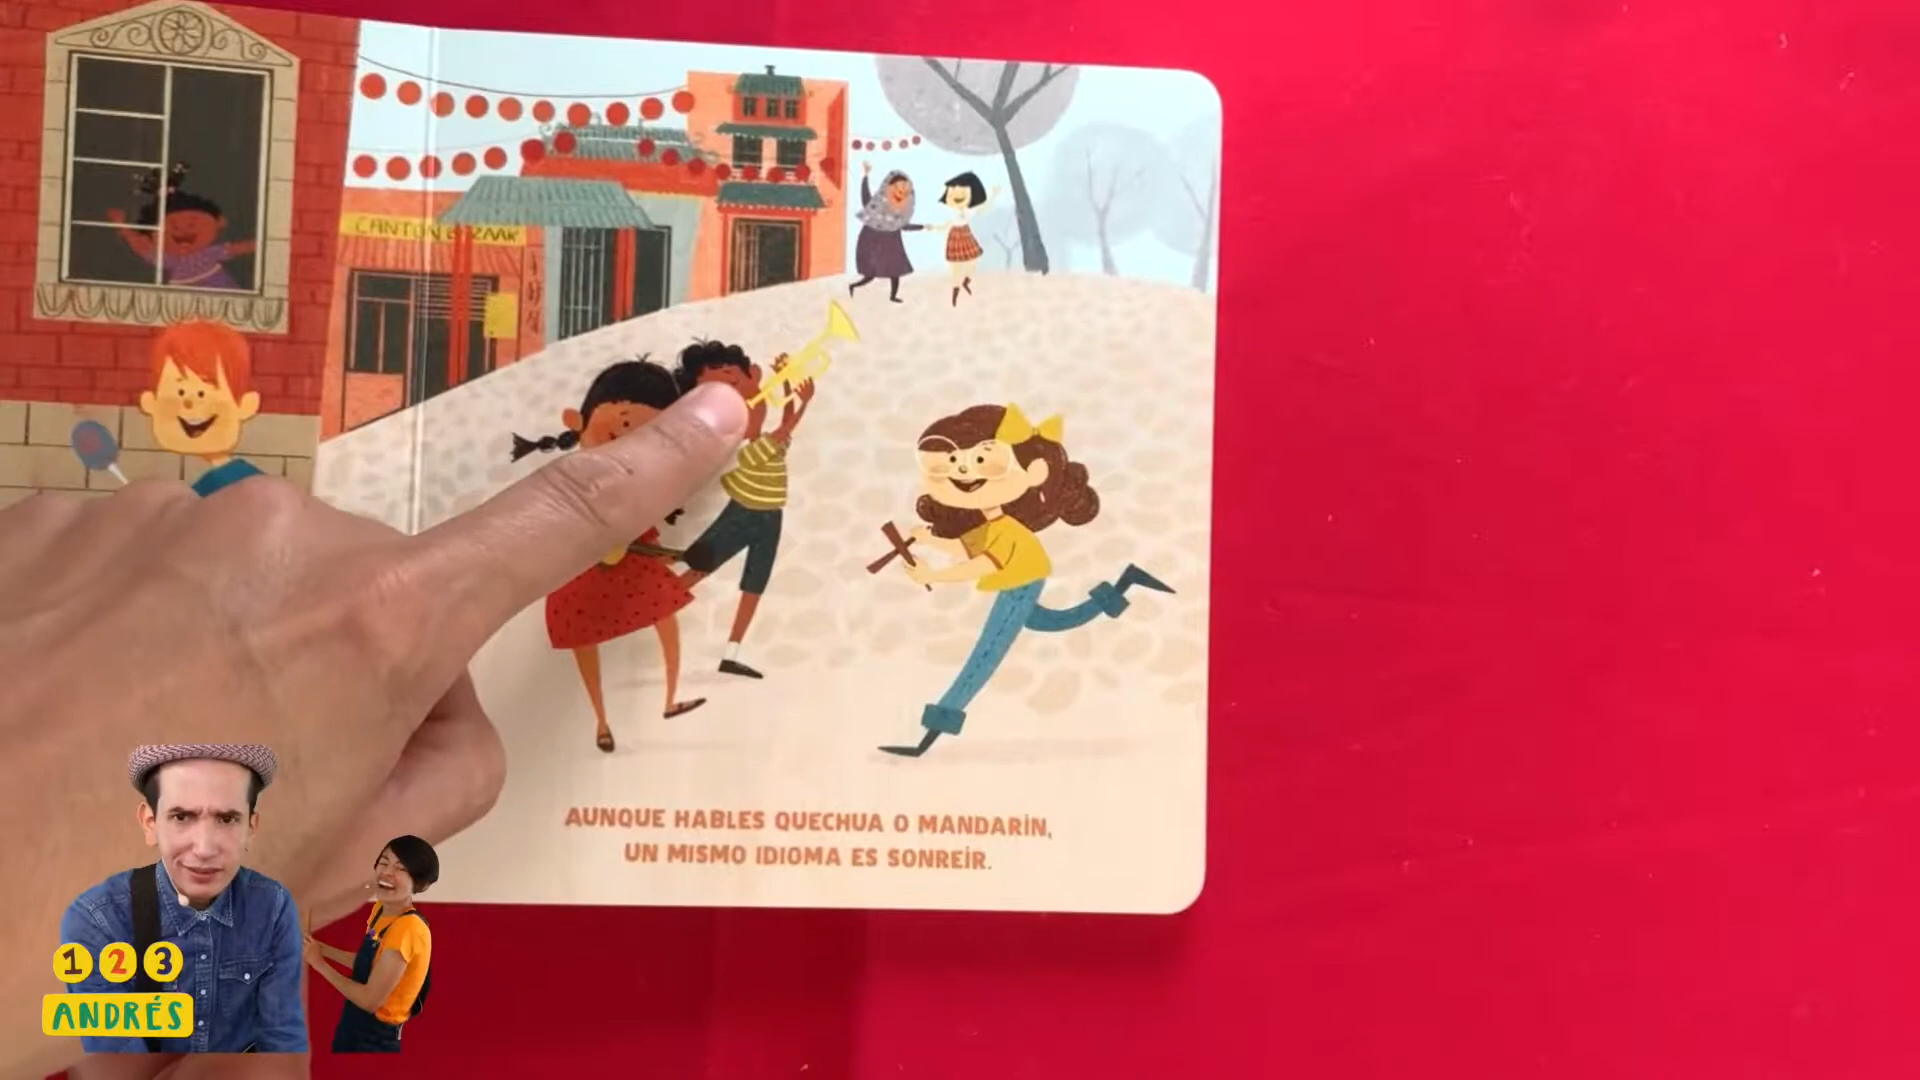 CANTON BAZAAR
AUNQUE HABLES QUECHUA O MANDARÍN,
UN MISMO IDIOMA ES SONREÍR.
1 2 3
ANDRÉS